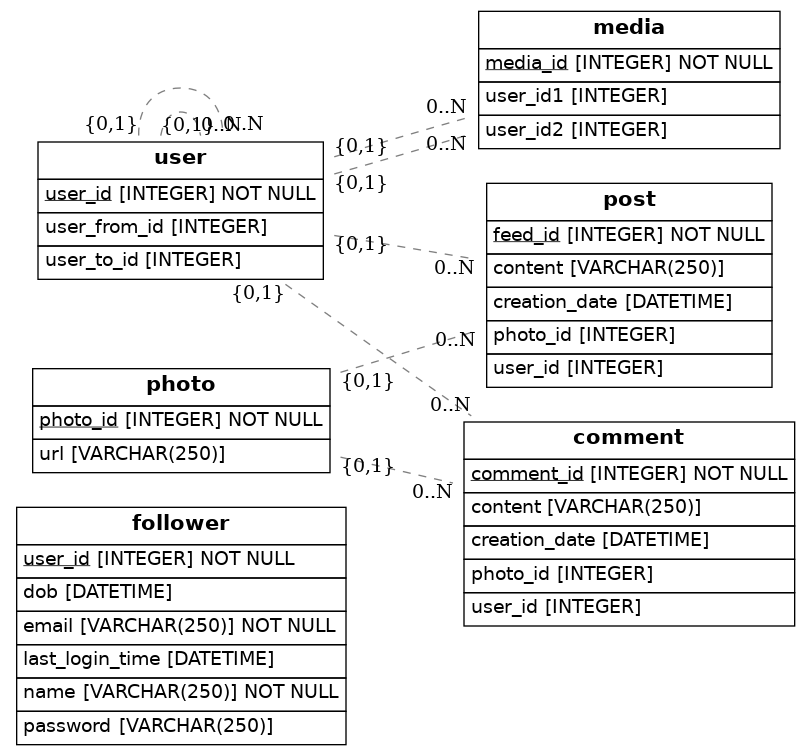 media
media_id [INTEGER] NOT NULL
user_id1 [INTEGER]
user_id2 [INTEGER]
{0,1}
0..N
{0,1}
0..N
{0,1}
0..N
{0,1}
0..N
user
user_id [INTEGER] NOT NULL
user_from_id [INTEGER]
user_to_id [INTEGER]
post
feed_id [INTEGER] NOT NULL
content [VARCHAR(250)]
creation_date [DATETIME]
photo_id [INTEGER]
user_id [INTEGER]
{0,1}
0..N
{0,1}
0..N
{0,1}
0..N
photo
photo_id [INTEGER] NOT NULL
url [VARCHAR(250)]
{0,1}
0..N
comment
comment_id [INTEGER] NOT NULL
content [VARCHAR(250)]
creation_date [DATETIME]
photo_id [INTEGER]
user_id [INTEGER]
follower
user_id [INTEGER] NOT NULL
dob [DATETIME]
email [VARCHAR(250)] NOT NULL
last_login_time [DATETIME]
name [VARCHAR(250)] NOT NULL
password [VARCHAR(250)]